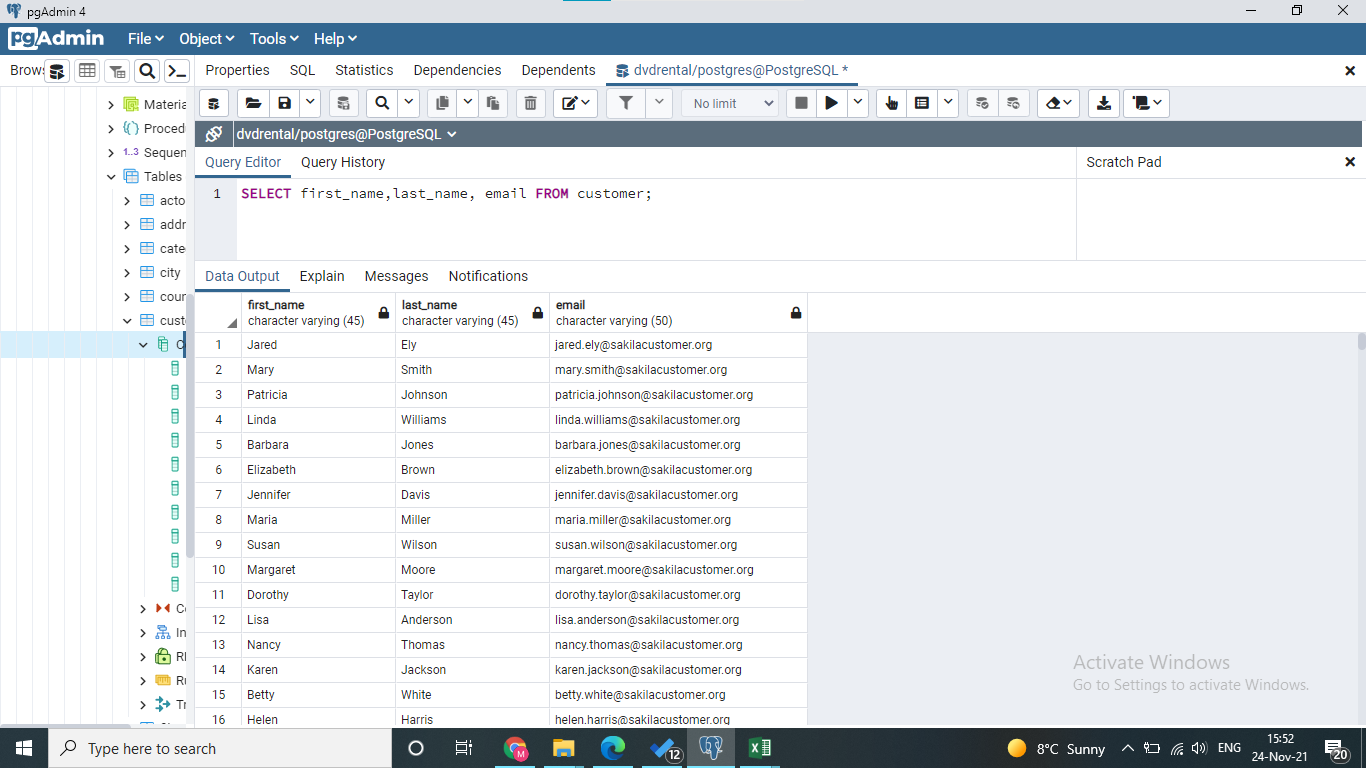 pgAdmin 4
pgAdmin File Object Tools Help
Brows Properties SQL Statistics Dependencies Dependents dvdrental/postgres@PostgreSQL *
No limit
dvdrental/postgres@PostgreSQL
Query Editor Query History Scratch Pad
1 SELECT first_name,last_name, email FROM customer;
Materia
Proced
1..3 Sequen
Tables
acto
addr
cate
city
cour
cust
C
Co
In
Rl
Ru
Tr
Data Output Explain Messages Notifications
first_name last_name email
character varying (45) character varying (45) character varying (50)
1 Jared Ely jared.ely@sakilacustomer.org
2 Mary Smith mary.smith@sakilacustomer.org
3 Patricia Johnson patricia.johnson@sakilacustomer.org
4 Linda Williams linda.williams@sakilacustomer.org
5 Barbara Jones barbara.jones@sakilacustomer.org
6 Elizabeth Brown elizabeth.brown@sakilacustomer.org
7 Jennifer Davis jennifer.davis@sakilacustomer.org
8 Maria Miller maria.miller@sakilacustomer.org
9 Susan Wilson susan.wilson@sakilacustomer.org
10 Margaret Moore margaret.moore@sakilacustomer.org
11 Dorothy Taylor dorothy.taylor@sakilacustomer.org
12 Lisa Anderson lisa.anderson@sakilacustomer.org
13 Nancy Thomas nancy.thomas@sakilacustomer.org
14 Karen Jackson karen.jackson@sakilacustomer.org
15 Betty White betty.white@sakilacustomer.org
16 Helen Harris helen.harris@sakilacustomer.org
Activate Windows
Go to Settings to activate Windows.
Type here to search M 12 8°C Sunny ENG 15:52
24-Nov-21 20